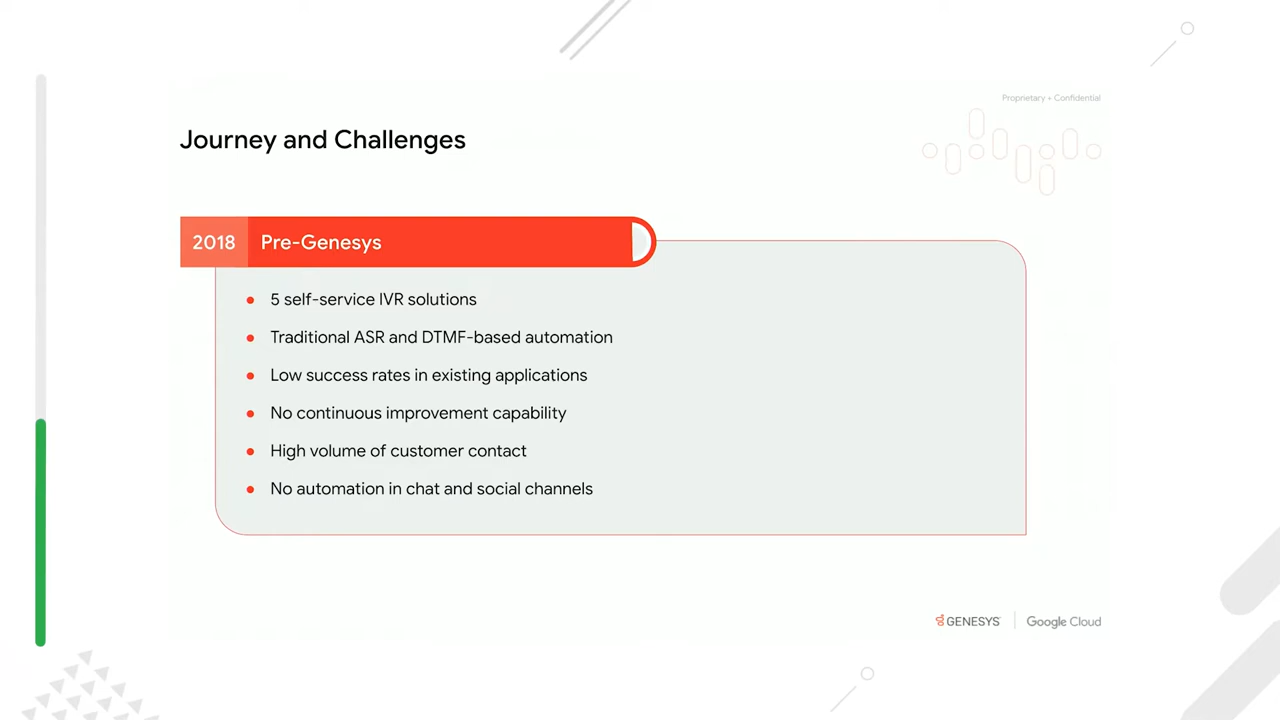 Proprietary + Confidential
Journey and Challenges
2018 Pre-Genesys
5 self-service IVR solutions
Traditional ASR and DTMF-based automation
Low success rates in existing applications
No continuous improvement capability
High volume of customer contact
No automation in chat and social channels
GENESYS Google Cloud